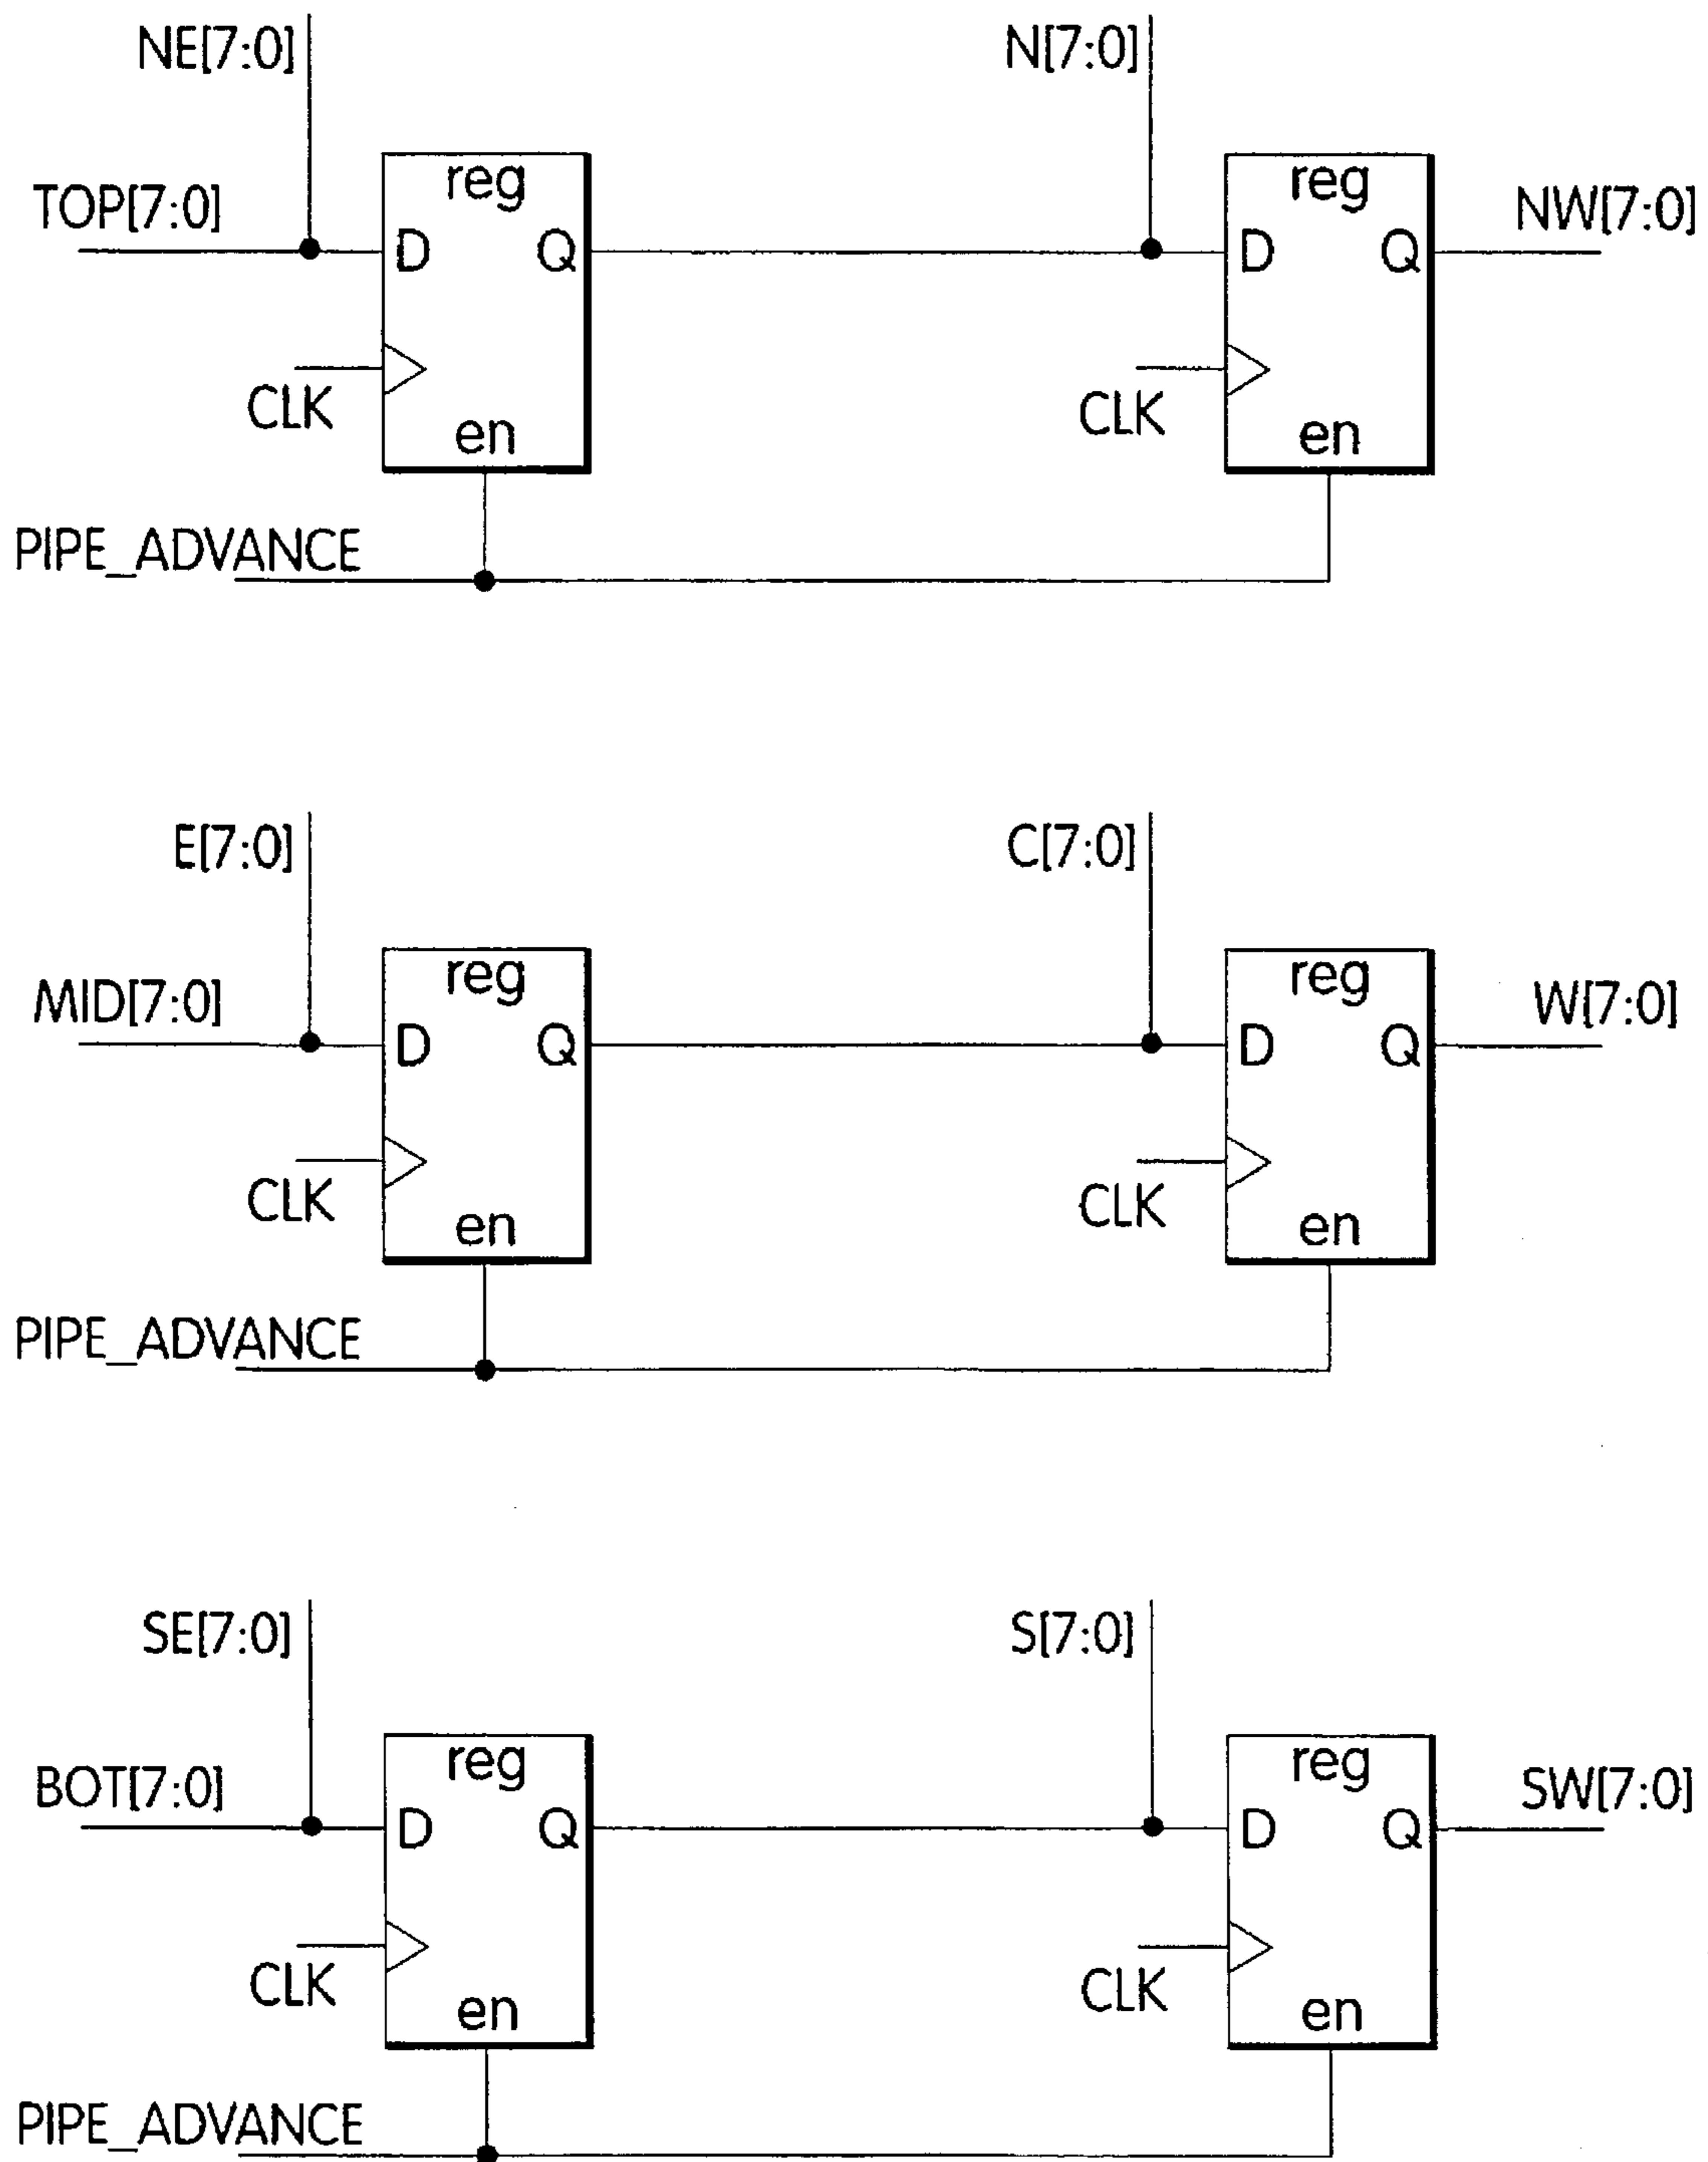 NE[7:0] N[7:0]
reg reg
TOP[7:0] NW[7:0]
D Q D Q
CLK CLK
en en
PIPE_ADVANCE
E[7:0] C[7:0]
reg reg
MID[7:0] W[7:0]
D Q D Q
CLK CLK
en en
PIPE_ADVANCE
SE[7:0] S[7:0]
reg reg
BOT[7:0] SW[7:0]
D Q D Q
CLK CLK
en en
PIPE_ADVANCE